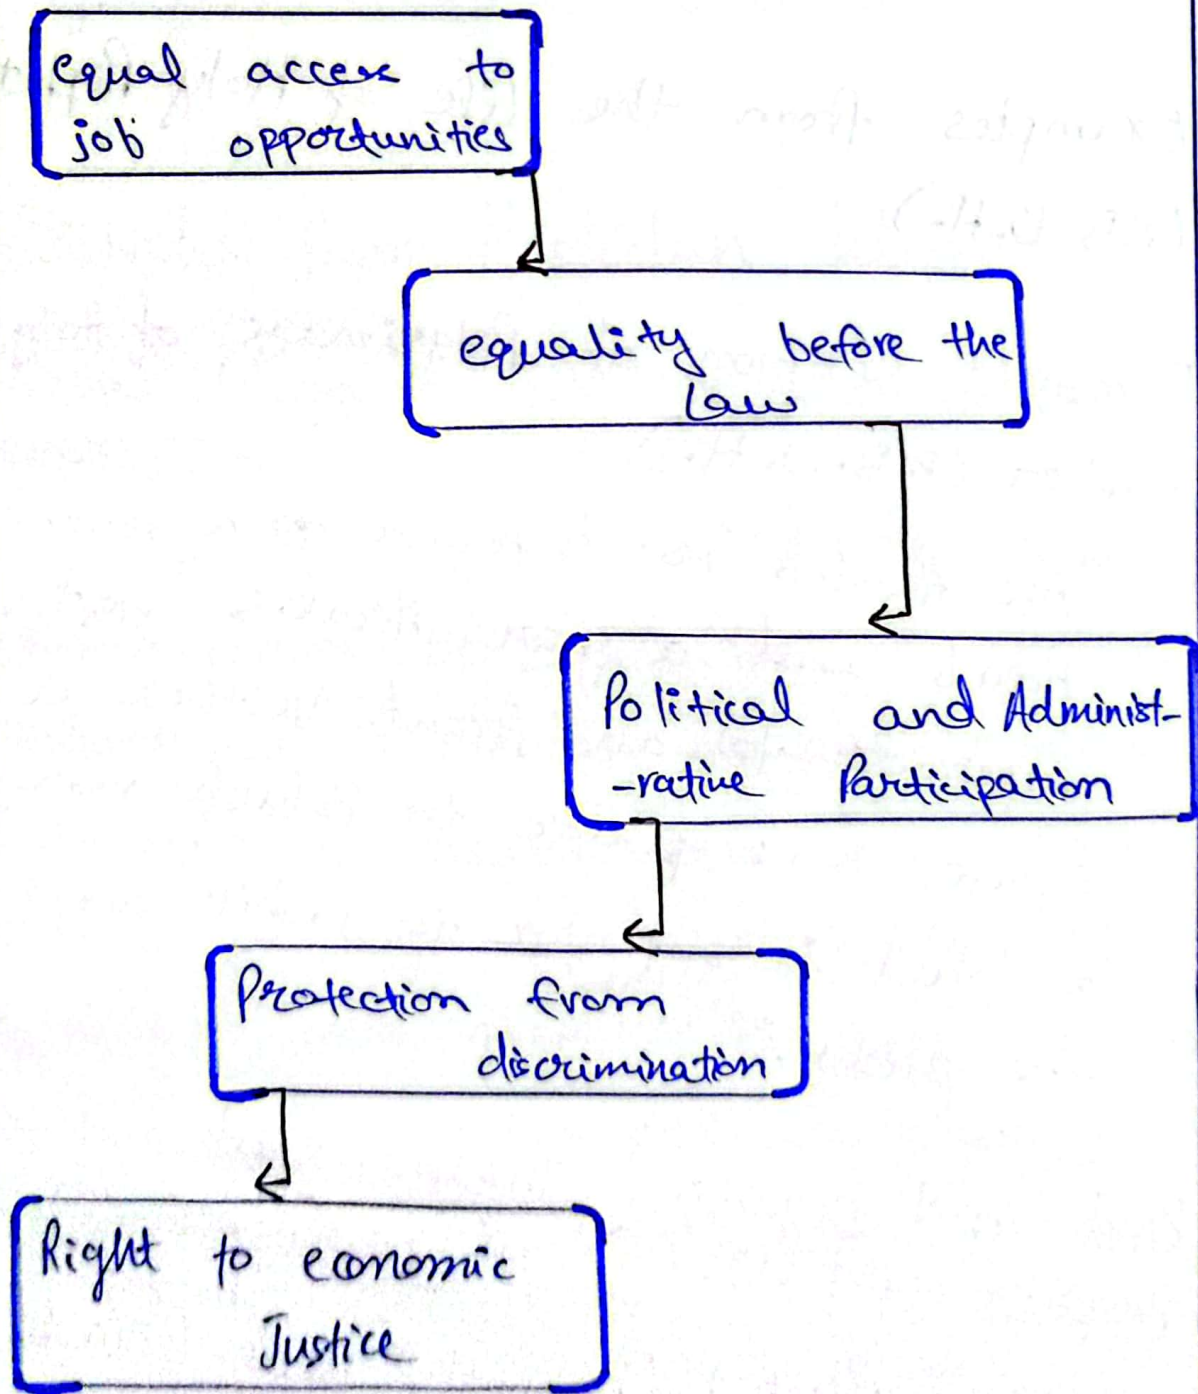 equal access to
job opportunities
equality before the
Law
Political and Administ-
-rative Participation
Protection from
discrimination
Right to economic
Justice